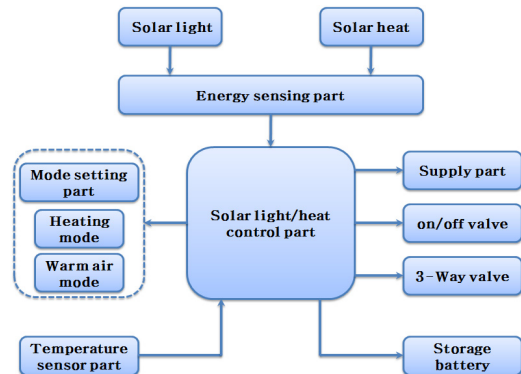 Solar light
Solar heat
Energy sensing part
Mode setting
part
Heating
mode
Warm air
mode
Solar light/heat
control part
Supply part
on/off valve
3-Way valve
Temperature
sensor part
Storage
battery